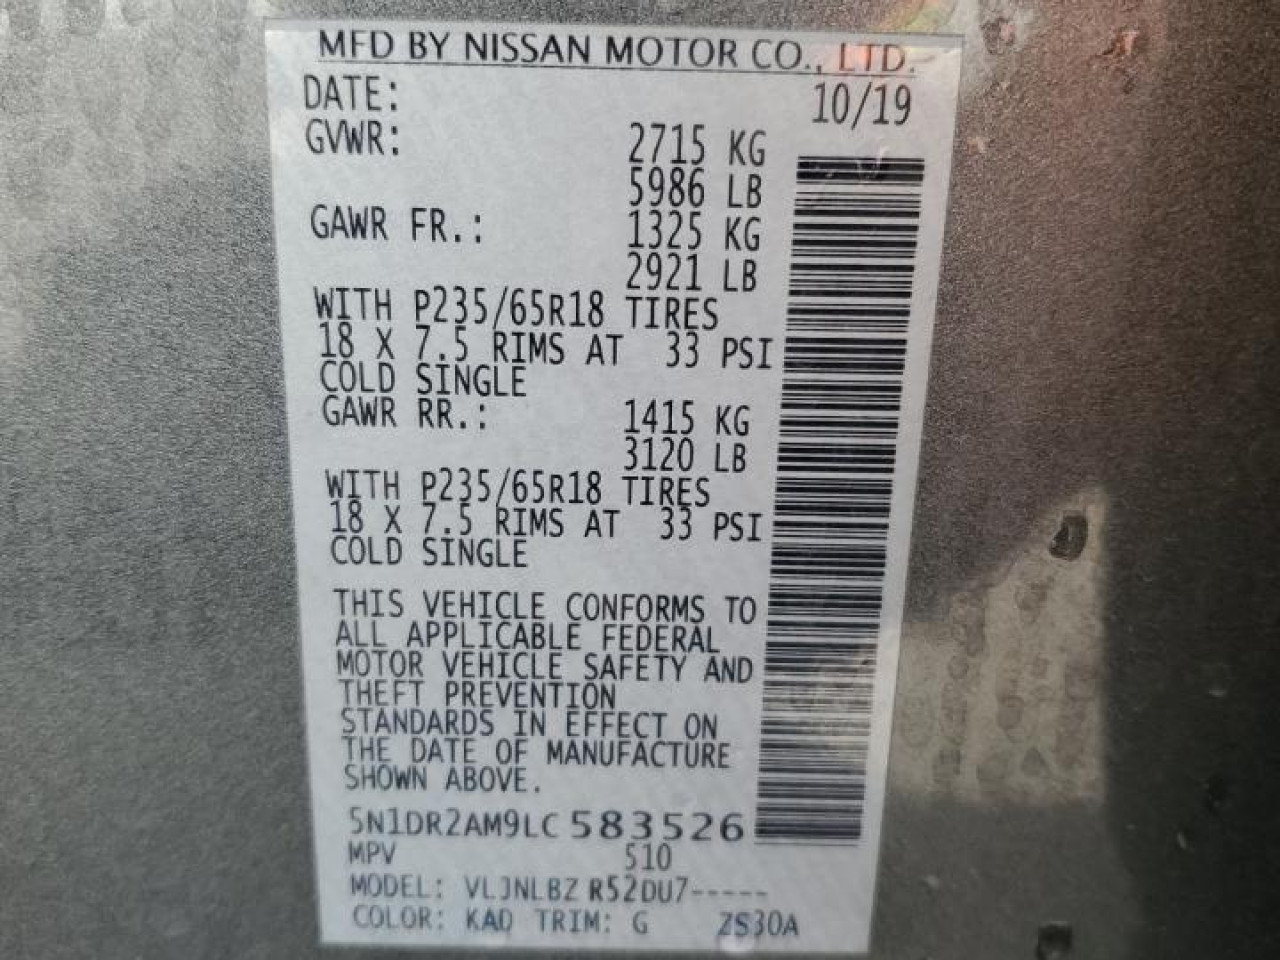 MFD BY NISSAN MOTOR CO., LTD.
DATE: 10/19
GVWR: 2715 KG
5986 LB
GAWR FR.: 1325 KG
2921 LB
WITH P235/65R18 TIRES
18 X 7.5 RIMS AT 33 PSI
COLD SINGLE
GAWR RR.: 1415 KG
3120 LB
WITH P235/65R18 TIRES
18 X 7.5 RIMS AT 33 PSI
COLD SINGLE
THIS VEHICLE CONFORMS TO
ALL APPLICABLE FEDERAL
MOTOR VEHICLE SAFETY AND
THEFT PREVENTION
STANDARDS IN EFFECT ON
THE DATE OF MANUFACTURE
SHOWN ABOVE.
5N1DR2AM9LC583526
MPV 510
MODEL: VLJNLBZ R52DU7-----
COLOR: KAD TRIM: G ZS30A